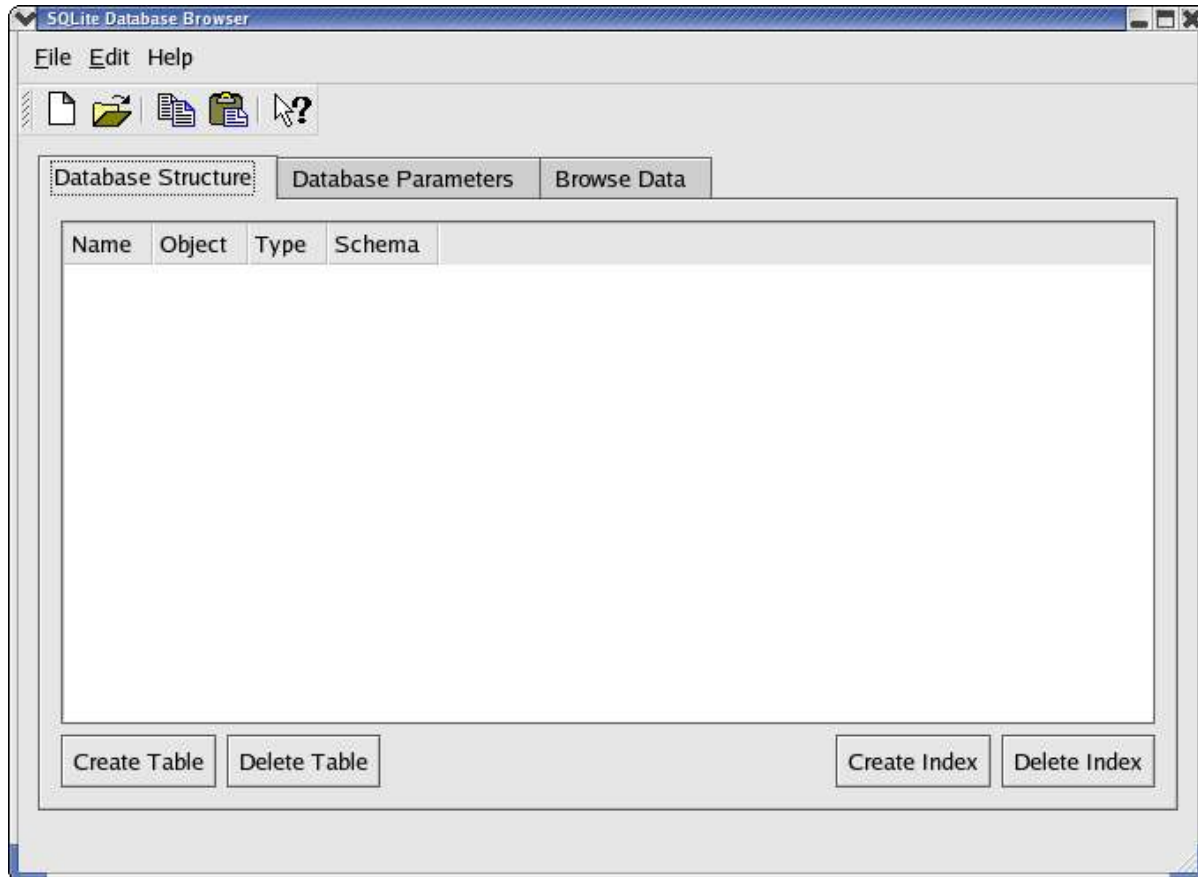 SQLite Database Browser
File Edit Help
Database Structure Database Parameters Browse Data
Name Object Type Schema
Create Table Delete Table Create Index Delete Index